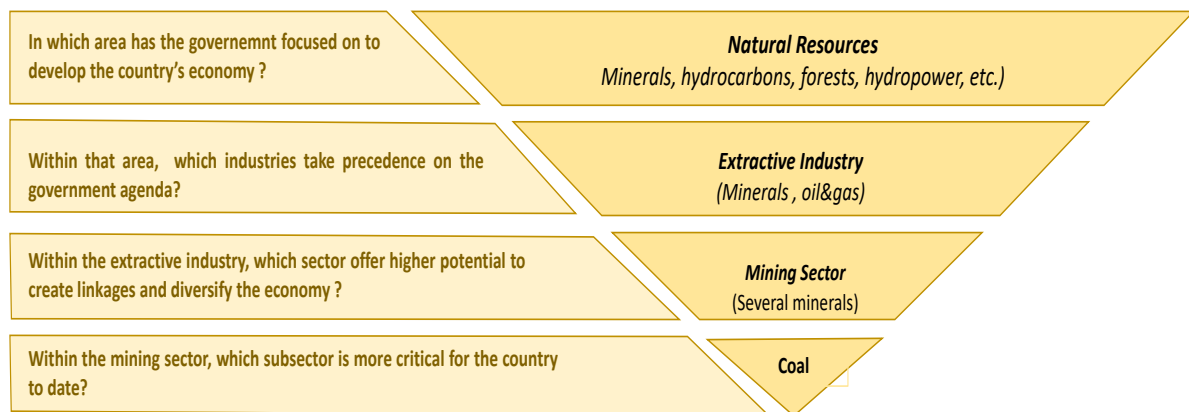 In which area has the governemnt focused on to
develop the country's economy ?
Natural Resources
Minerals, hydrocarbons, forests, hydropower, etc.)
Within that area, which industries take precedence on the
government agenda?
Extractive Industry
(Minerals , oil&gas)
Within the extractive industry, which sector offer higher potential to
create linkages and diversify the economy ?
Mining Sector
(Several minerals)
Within the mining sector, which subsector is more critical for the country
to date?
Coal